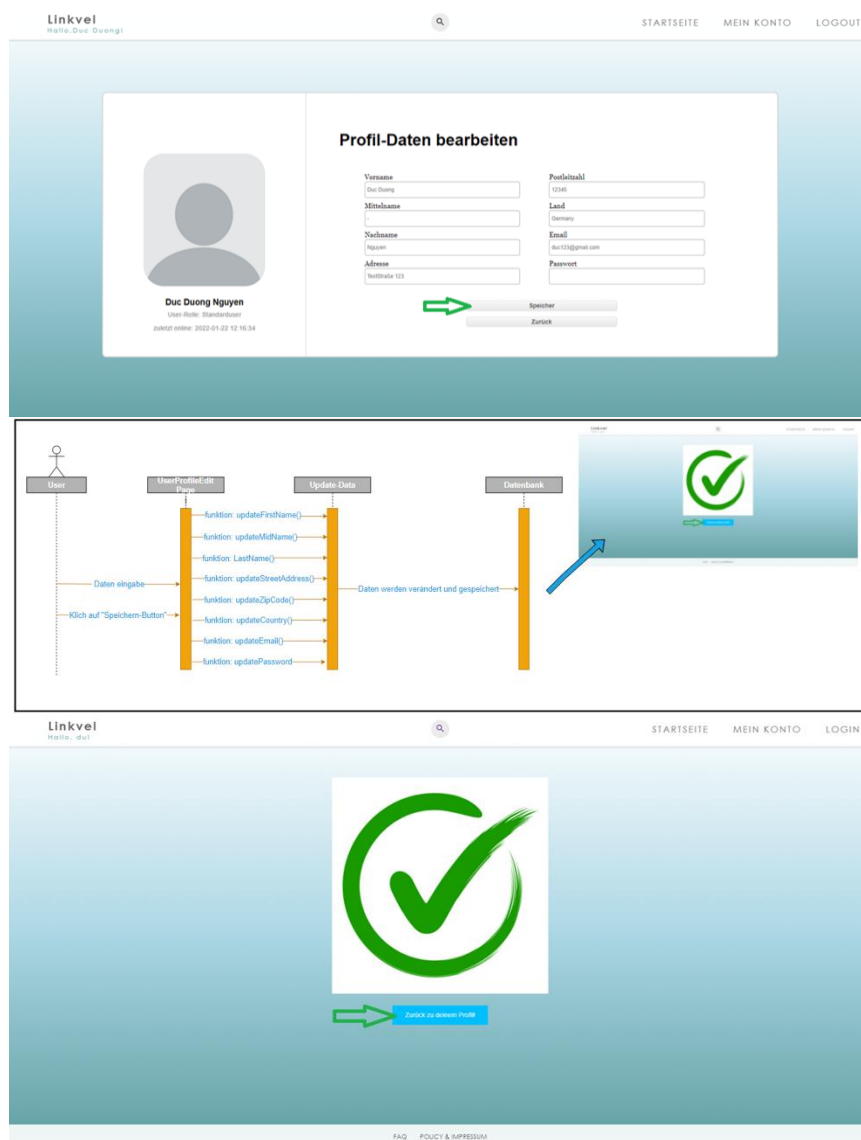 Linkvel
Hallo,Duc Duong!
STARTSEITE MEIN KONTO LOGOUT
Profil-Daten bearbeiten
Vorname
Duc Duong
Mittelname
-
Nachname
Nguyen
Adresse
TestStraße 123
Postleitzahl
12345
Land
Germany
Email
duc123@gmail.com
Passwort
Speicher
Zurück
Duc Duong Nguyen
User-Rolle: Standarduser
zuletzt online: 2022-01-22 12:16:34
User
UserProfileEdit
Page
Update-Data
Datenbank
funktion: updateFirstName()
funktion: updateMidName()
funktion: LastName()
funktion: updateStreetAddress()
funktion: updateZipCode()
funktion: updateCountry()
funktion: updateEmail()
funktion: updatePassword
Daten eingabe
Klich auf "Speichern-Button"
Daten werden verändert und gespeichert
Linkvel
Hallo, du!
STARTSEITE MEIN KONTO LOGIN
Zurück zu deinem Profil!
FAQ POLICY & IMPRESSUM